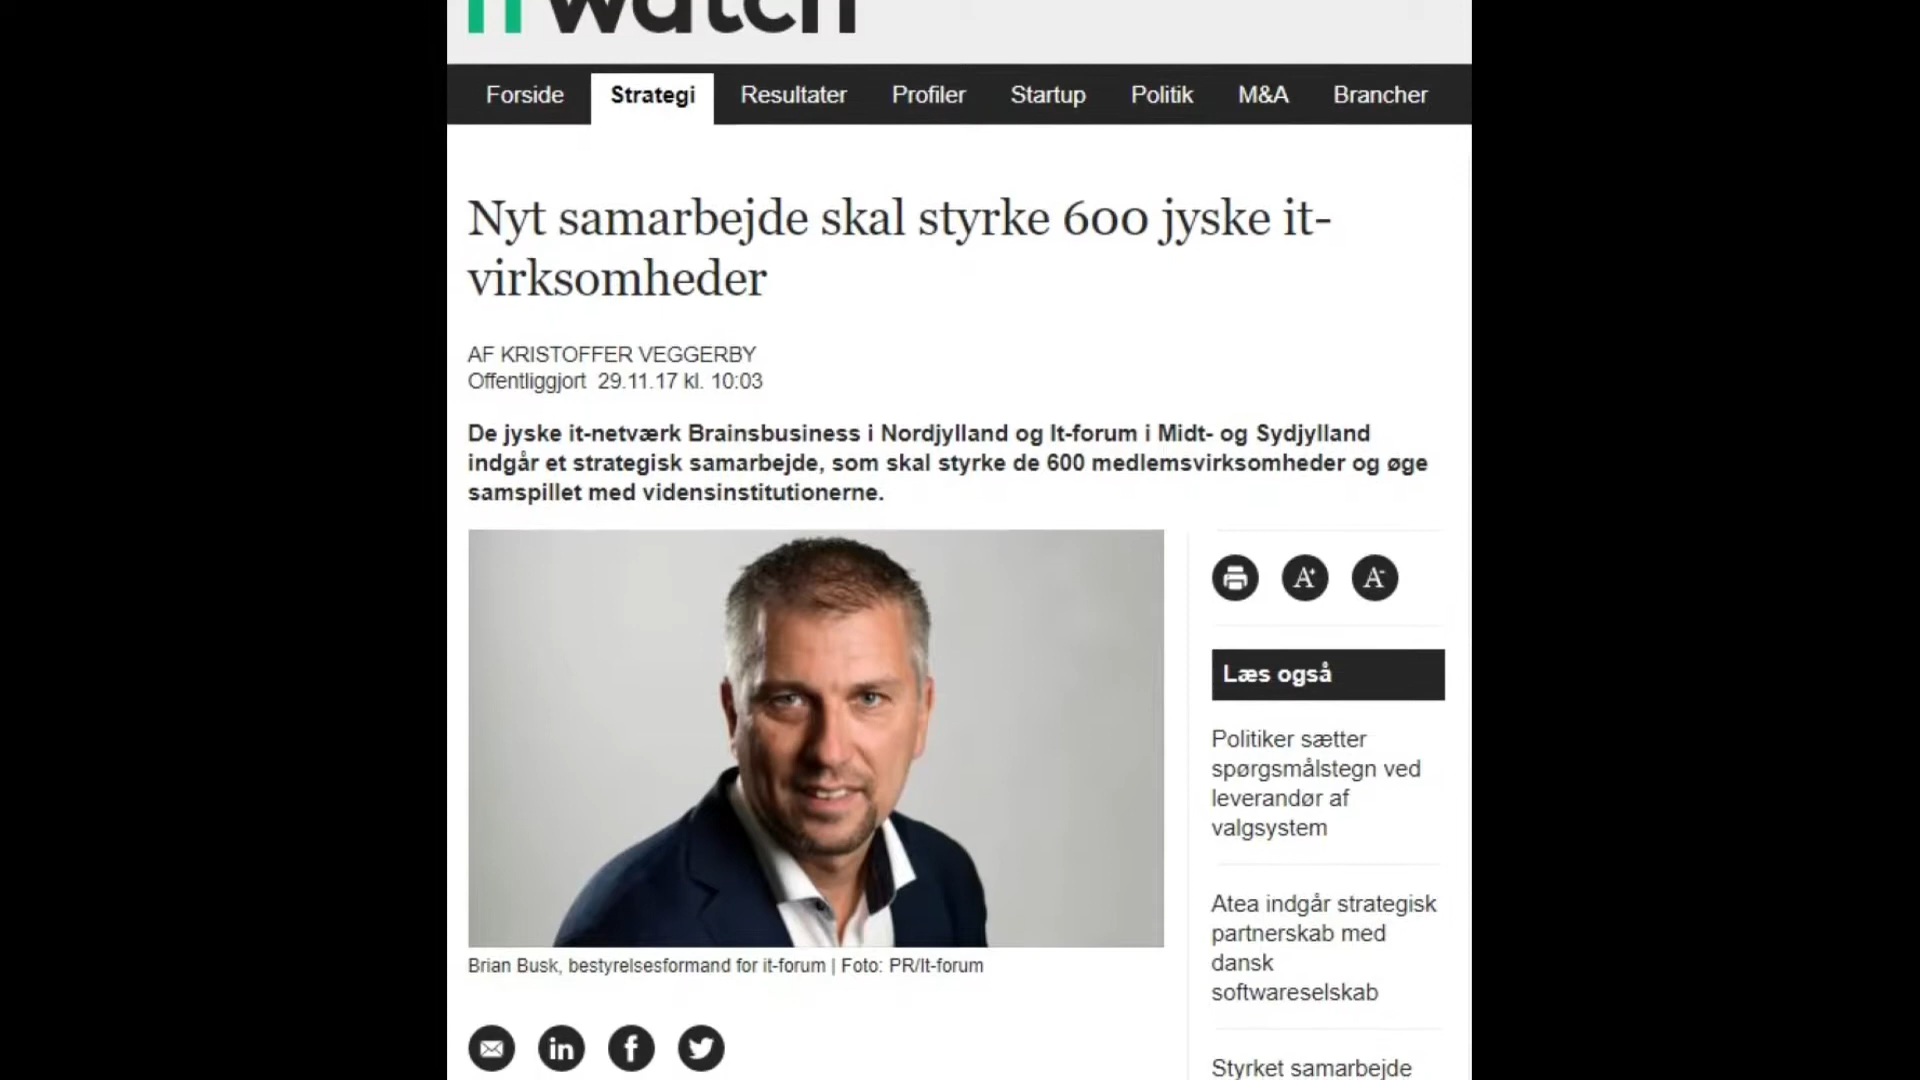 watch
Forside Strategi Resultater Profiler Startup Politik M&A Brancher
Nyt samarbejde skal styrke 600 jyske it-
virksomheder
AF KRISTOFFER VEGGERBY
Offentliggjort 29.11.17 kl. 10:03
De jyske it-netværk Brainsbusiness i Nordjylland og It-forum i Midt- og Sydjylland
indgår et strategisk samarbejde, som skal styrke de 600 medlemsvirksomheder og øge
samspillet med vidensinstitutionerne.
Brian Busk, bestyrelsesformand for it-forum | Foto: PR/It-forum
A+ A-
Læs også
Politiker sætter
spørgsmålstegn ved
leverandør af
valgsystem
Atea indgår strategisk
partnerskab med
dansk
softwareselskab
Styrket samarbejde